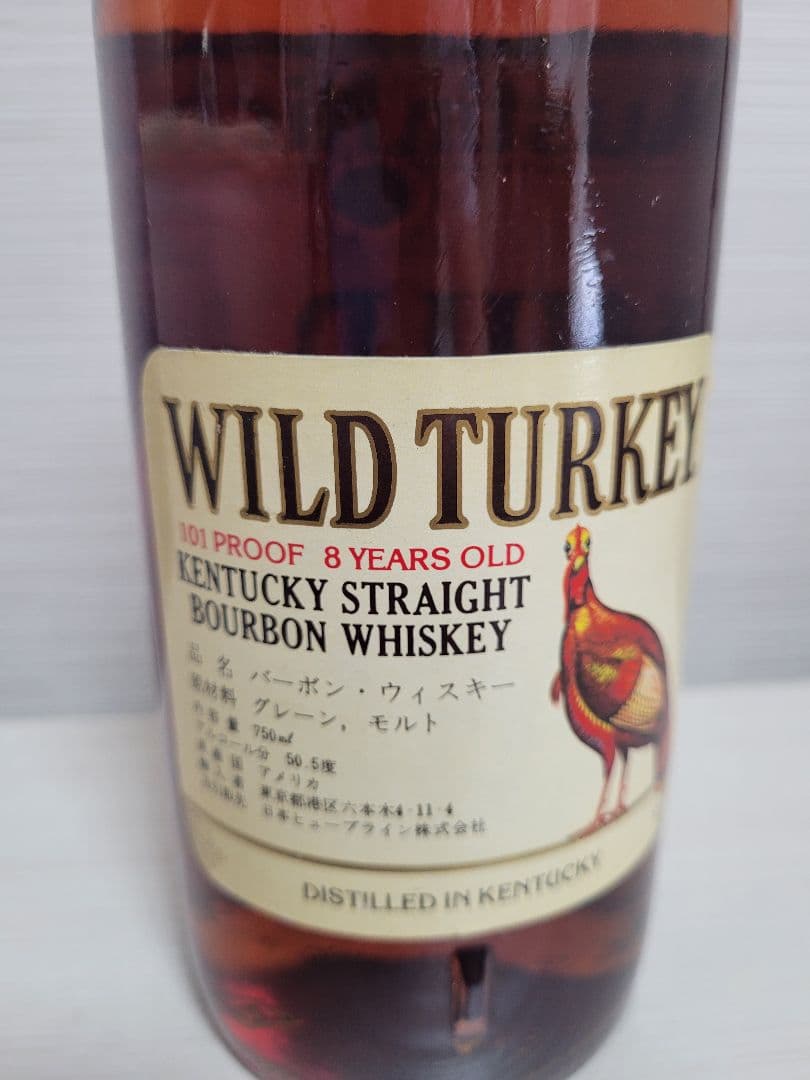 WILD TURKEY
101 PROOF 8 YEARS OLD
KENTUCKY STRAIGHT
BOURBON WHISKEY
品名 バーボン・ウィスキー
原材料 グレーン,モルト
内容量 750ml
アルコール分 50.5度
原産国 アメリカ
東京都港区六本木4-11-4
日本ヒューブライン株式会社
DISTILLED IN KENTUCKY